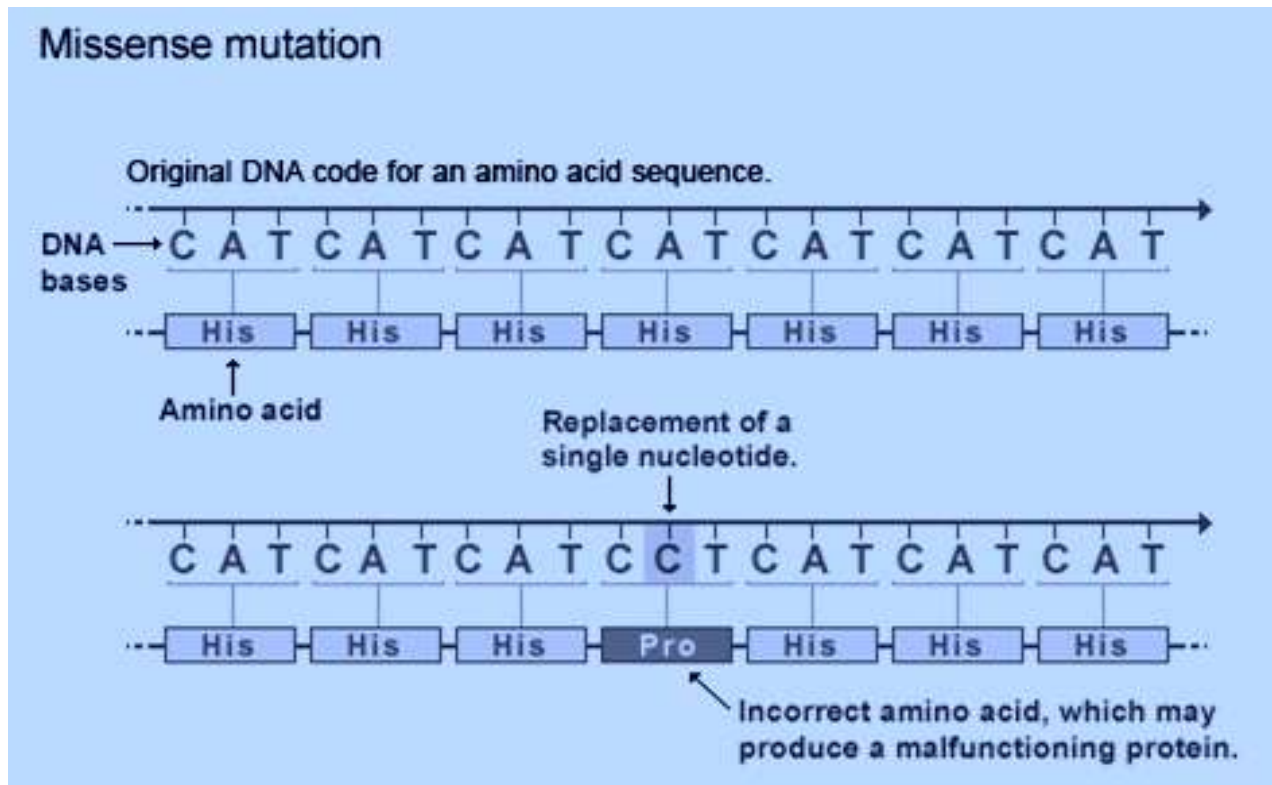 Missense mutation
Original DNA code for an amino acid sequence.
DNA bases
C A T C A T C A T C A T C A T C A T C A T
His His His His His His His
Amino acid
Replacement of a
single nucleotide.
C A T C A T C A T C C T C A T C A T C A T
His His His Pro His His His
Incorrect amino acid, which may
produce a malfunctioning protein.